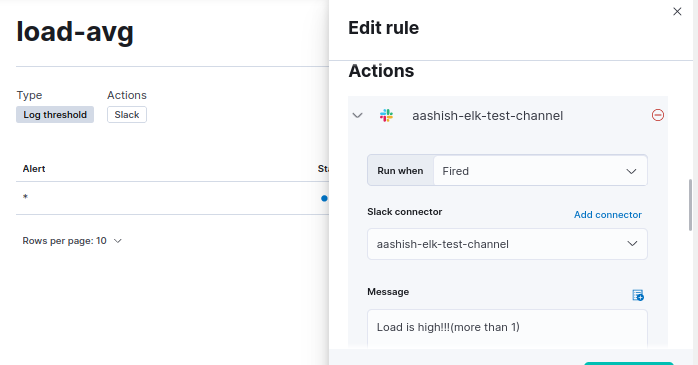 load-avg
Type
Actions
Log threshold
Slack
Alert
*
Rows per page: 10
Edit rule
Actions
aashish-elk-test-channel
Run when
Fired
Slack connector
Add connector
aashish-elk-test-channel
Message
Load is high!!!(more than 1)